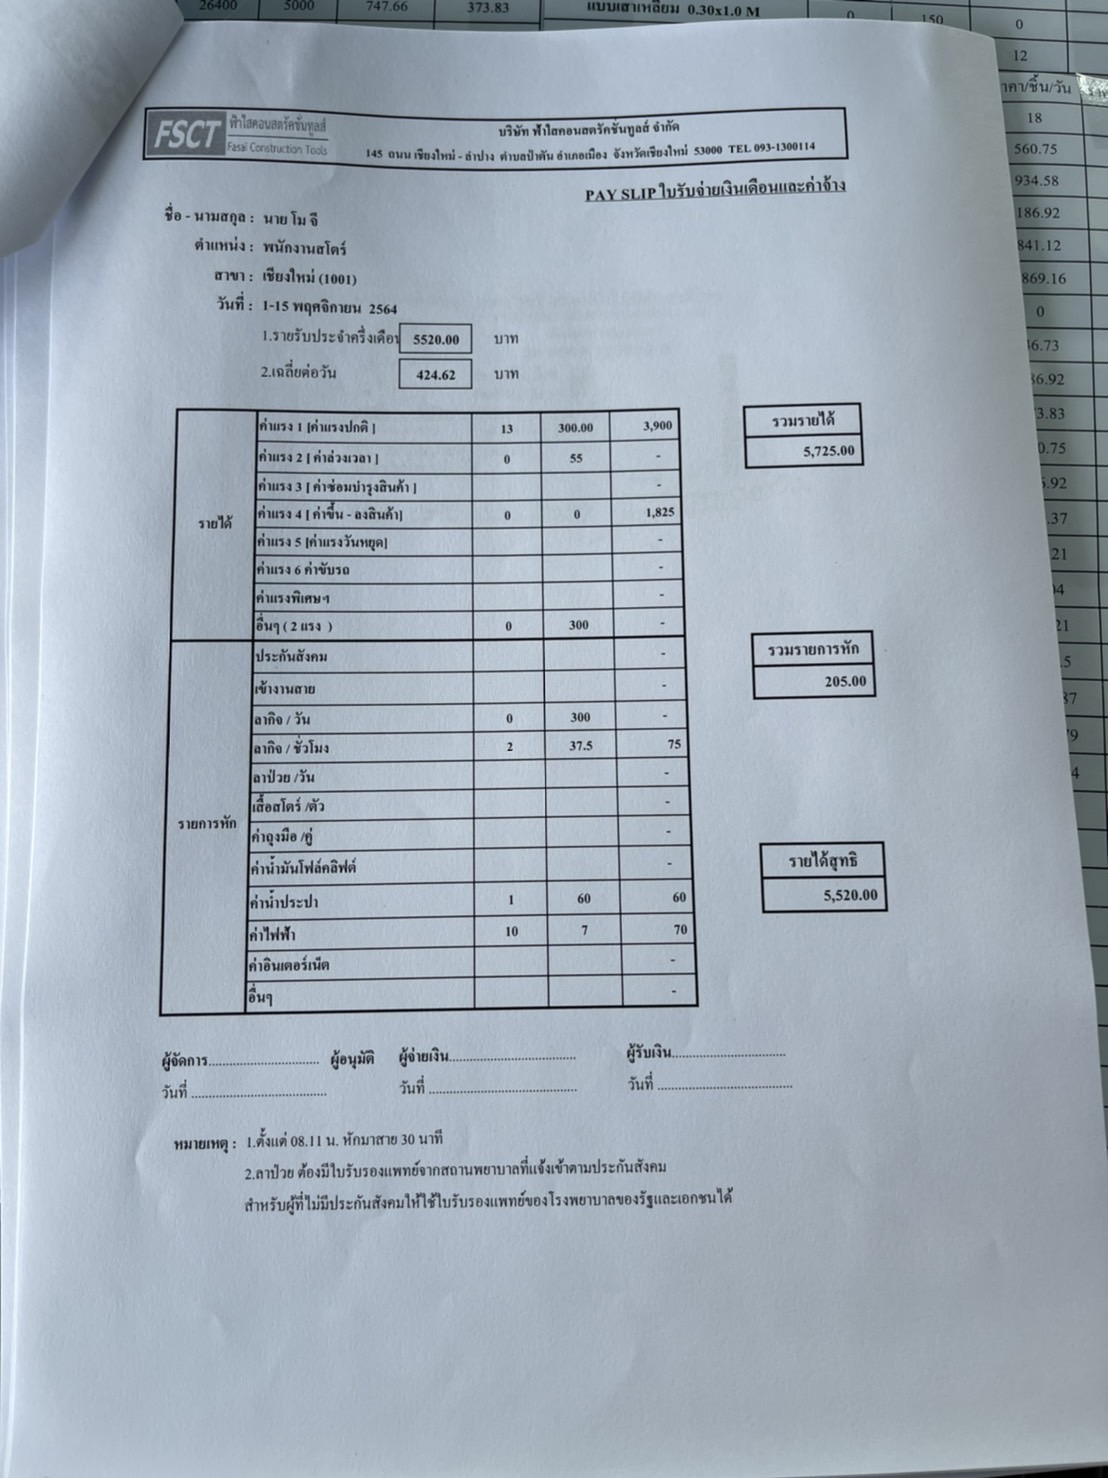 26400 5000 747.66 373.83 แบบเสาเหลี่ยม 0.30x1.0 M 0 150 0
12
คา/ชิ้น/วัน
18
560.75
934.58
186.92
841.12
869.16
0
FSCT ฟ้าใสคอนสตรัคชั่นทูลส์
Fasai Construction Tools
บริษัท ฟ้าใสคอนสตรัคชั่นทูลส์ จำกัด
145 ถนน เชียงใหม่ - ลำปาง ตำบลป่าตัน อำเภอเมือง จังหวัดเชียงใหม่ 53000 TEL 093-1300114
PAY SLIP ใบรับจ่ายเงินเดือนและค่าจ้าง
ชื่อ - นามสกุล : นาย โม จี
ตำแหน่ง : พนักงานสโตร์
สาขา : เชียงใหม่ (1001)
วันที่ : 1-15 พฤศจิกายน 2564
1.รายรับประจำครึ่งเดือน 5520.00 บาท
2.เฉลี่ยต่อวัน 424.62 บาท
รายได้
ค่าแรง 1 [ค่าแรงปกติ ] 13 300.00 3,900
ค่าแรง 2 [ ค่าล่วงเวลา ] 0 55 -
ค่าแรง 3 [ ค่าซ่อมบำรุงสินค้า ] -
ค่าแรง 4 [ ค่าขึ้น - ลงสินค้า] 0 0 1,825
ค่าแรง 5 [ค่าแรงวันหยุด] -
ค่าแรง 6 ค่าขับรถ -
ค่าแรงพิเศษฯ -
อื่นๆ ( 2 แรง ) 0 300 -
รวมรายได้
5,725.00
รายการหัก
ประกันสังคม -
เข้างานสาย -
ลากิจ / วัน 0 300 -
ลากิจ / ชั่วโมง 2 37.5 75
ลาป่วย /วัน -
เสื้อสโตร์ /ตัว -
ค่าถุงมือ /คู่ -
ค่าน้ำมันโฟล์คลิฟต์ -
ค่าน้ำประปา 1 60 60
ค่าไฟฟ้า 10 7 70
ค่าอินเตอร์เน็ต -
อื่นๆ -
รวมรายการหัก
205.00
รายได้สุทธิ
5,520.00
ผู้จัดการ.............................. ผู้อนุมัติ ผู้จ่ายเงิน.................................. ผู้รับเงิน..............................
วันที่ .................................... วันที่ ....................................... วันที่ ....................................
หมายเหตุ : 1.ตั้งแต่ 08.11 น. หักมาสาย 30 นาที
2.ลาป่วย ต้องมีใบรับรองแพทย์จากสถานพยาบาลที่แจ้งเข้าตามประกันสังคม
สำหรับผู้ที่ไม่มีประกันสังคมให้ใช้ใบรับรองแพทย์ของโรงพยาบาลของรัฐและเอกชนได้